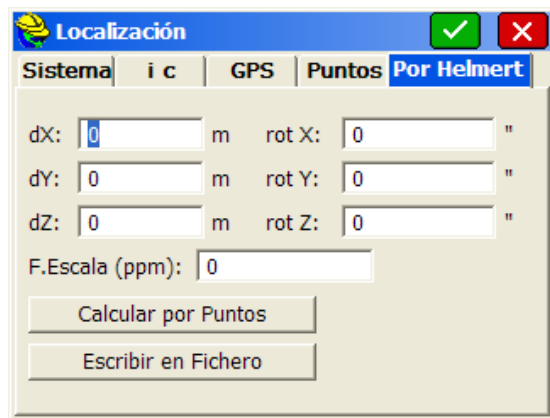 Localización
Sistema i c GPS Puntos Por Helmert
dX: 0 m rot X: 0 "
dY: 0 m rot Y: 0 "
dZ: 0 m rot Z: 0 "
F.Escala (ppm): 0
Calcular por Puntos
Escribir en Fichero